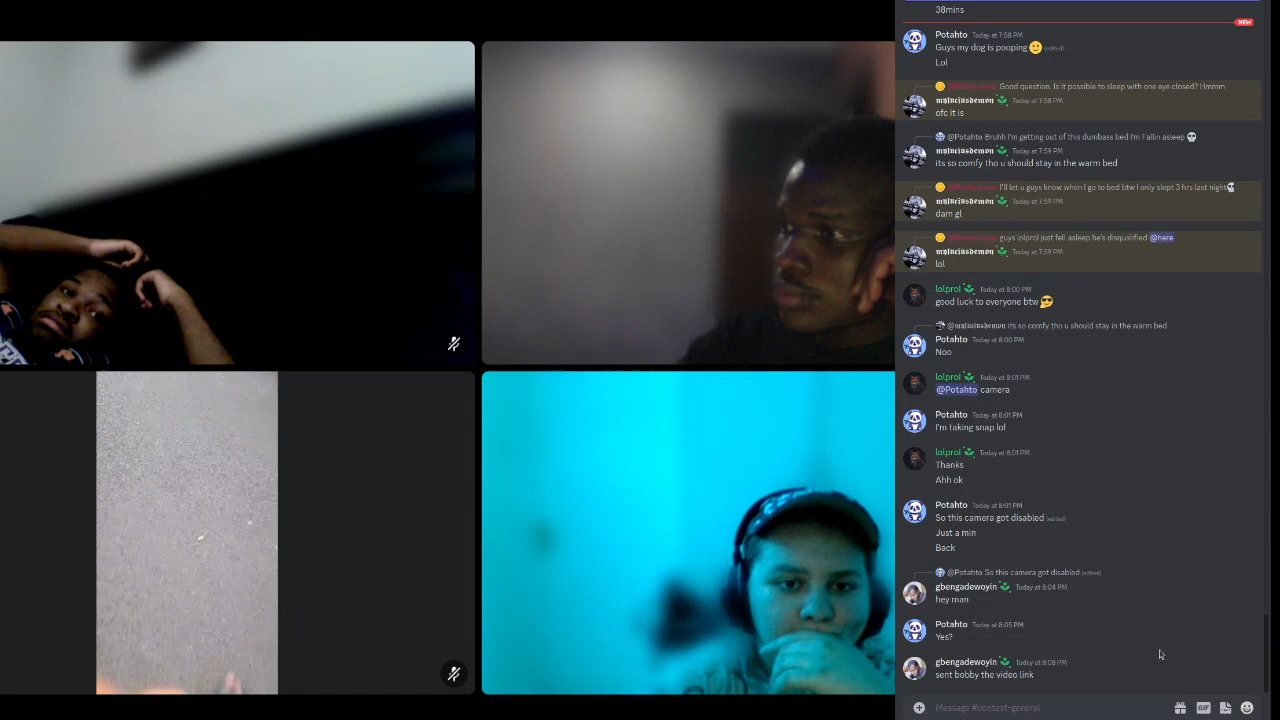 38mins
NEW
Potahto Today at 7:58 PM
Guys my dog is pooping 🙂 (edited)
Lol
Good question. Is it possible to sleep with one eye closed? Hmmm
myluciusdemon Today at 7:58 PM
ofc it is
@Potahto Bruhh I'm getting out of this dumbass bed I'm Fallin asleep 💀
myluciusdemon Today at 7:59 PM
its so comfy tho u should stay in the warm bed
I'll let u guys know when I go to bed btw I only slept 3 hrs last night
myluciusdemon Today at 7:59 PM
dam gl
guys lolprol just fell asleep he's disqualified @here
myluciusdemon Today at 7:59 PM
lol
lolprol Today at 8:00 PM
good luck to everyone btw
@myluciusdemon its so comfy tho u should stay in the warm bed
Potahto Today at 8:00 PM
Noo
lolprol Today at 8:01 PM
@Potahto camera
Potahto Today at 8:01 PM
I'm taking snap lol
lolprol Today at 8:01 PM
Thanks
Ahh ok
Potahto Today at 8:01 PM
So this camera got disabled (edited)
Just a min
Back
@Potahto So this camera got disabled (edited)
gbengadewoyin Today at 8:04 PM
hey man
Potahto Today at 8:05 PM
Yes?
gbengadewoyin Today at 8:08 PM
sent bobby the video link
Message #contest-general
GIF